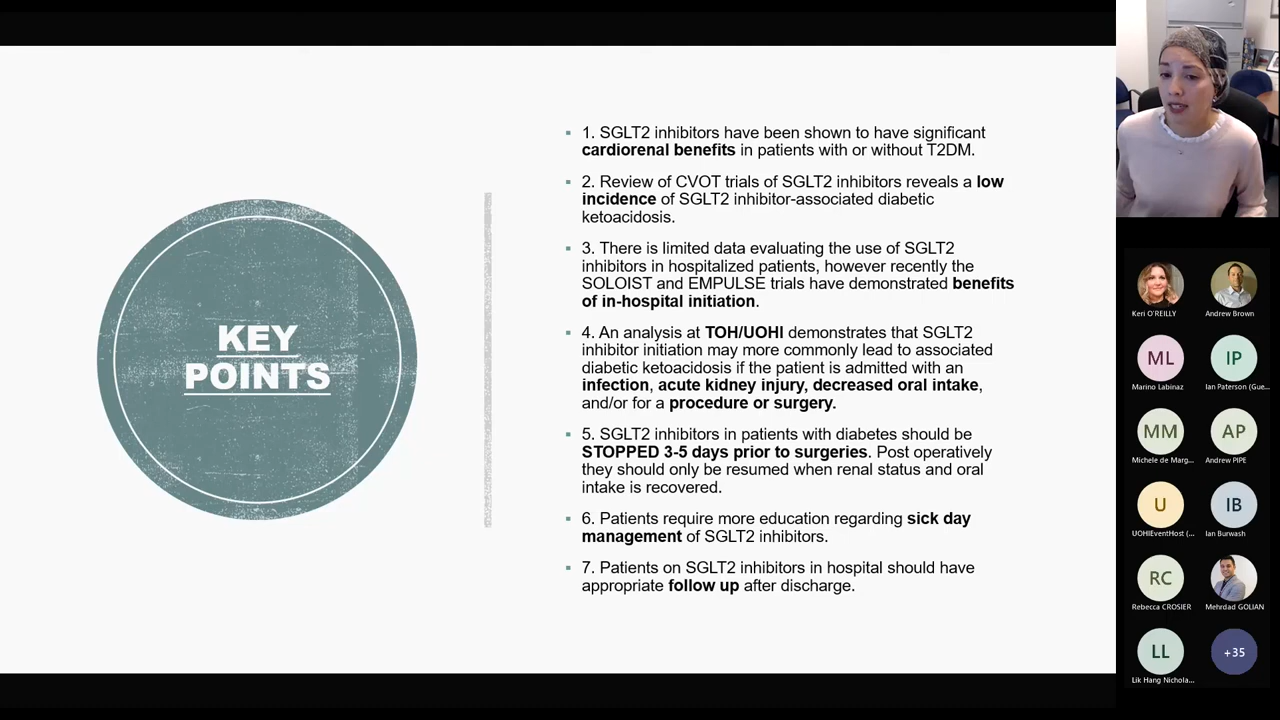 KEY
POINTS
▪ 1. SGLT2 inhibitors have been shown to have significant
cardiorenal benefits in patients with or without T2DM.
▪ 2. Review of CVOT trials of SGLT2 inhibitors reveals a low
incidence of SGLT2 inhibitor-associated diabetic
ketoacidosis.
▪ 3. There is limited data evaluating the use of SGLT2
inhibitors in hospitalized patients, however recently the
SOLOIST and EMPULSE trials have demonstrated benefits
of in-hospital initiation.
▪ 4. An analysis at TOH/UOHI demonstrates that SGLT2
inhibitor initiation may more commonly lead to associated
diabetic ketoacidosis if the patient is admitted with an
infection, acute kidney injury, decreased oral intake,
and/or for a procedure or surgery.
▪ 5. SGLT2 inhibitors in patients with diabetes should be
STOPPED 3-5 days prior to surgeries. Post operatively
they should only be resumed when renal status and oral
intake is recovered.
▪ 6. Patients require more education regarding sick day
management of SGLT2 inhibitors.
▪ 7. Patients on SGLT2 inhibitors in hospital should have
appropriate follow up after discharge.
Keri O'REILLY
Andrew Brown
ML
IP
Marino Labinaz
Ian Paterson (Gue...
MM
AP
Michele de Marg...
Andrew PIPE
U
IB
UOHIEventHost (...
Ian Burwash
RC
Rebecca CROSIER
Mehrdad GOLIAN
LL
+35
Lik Hang Nichola...